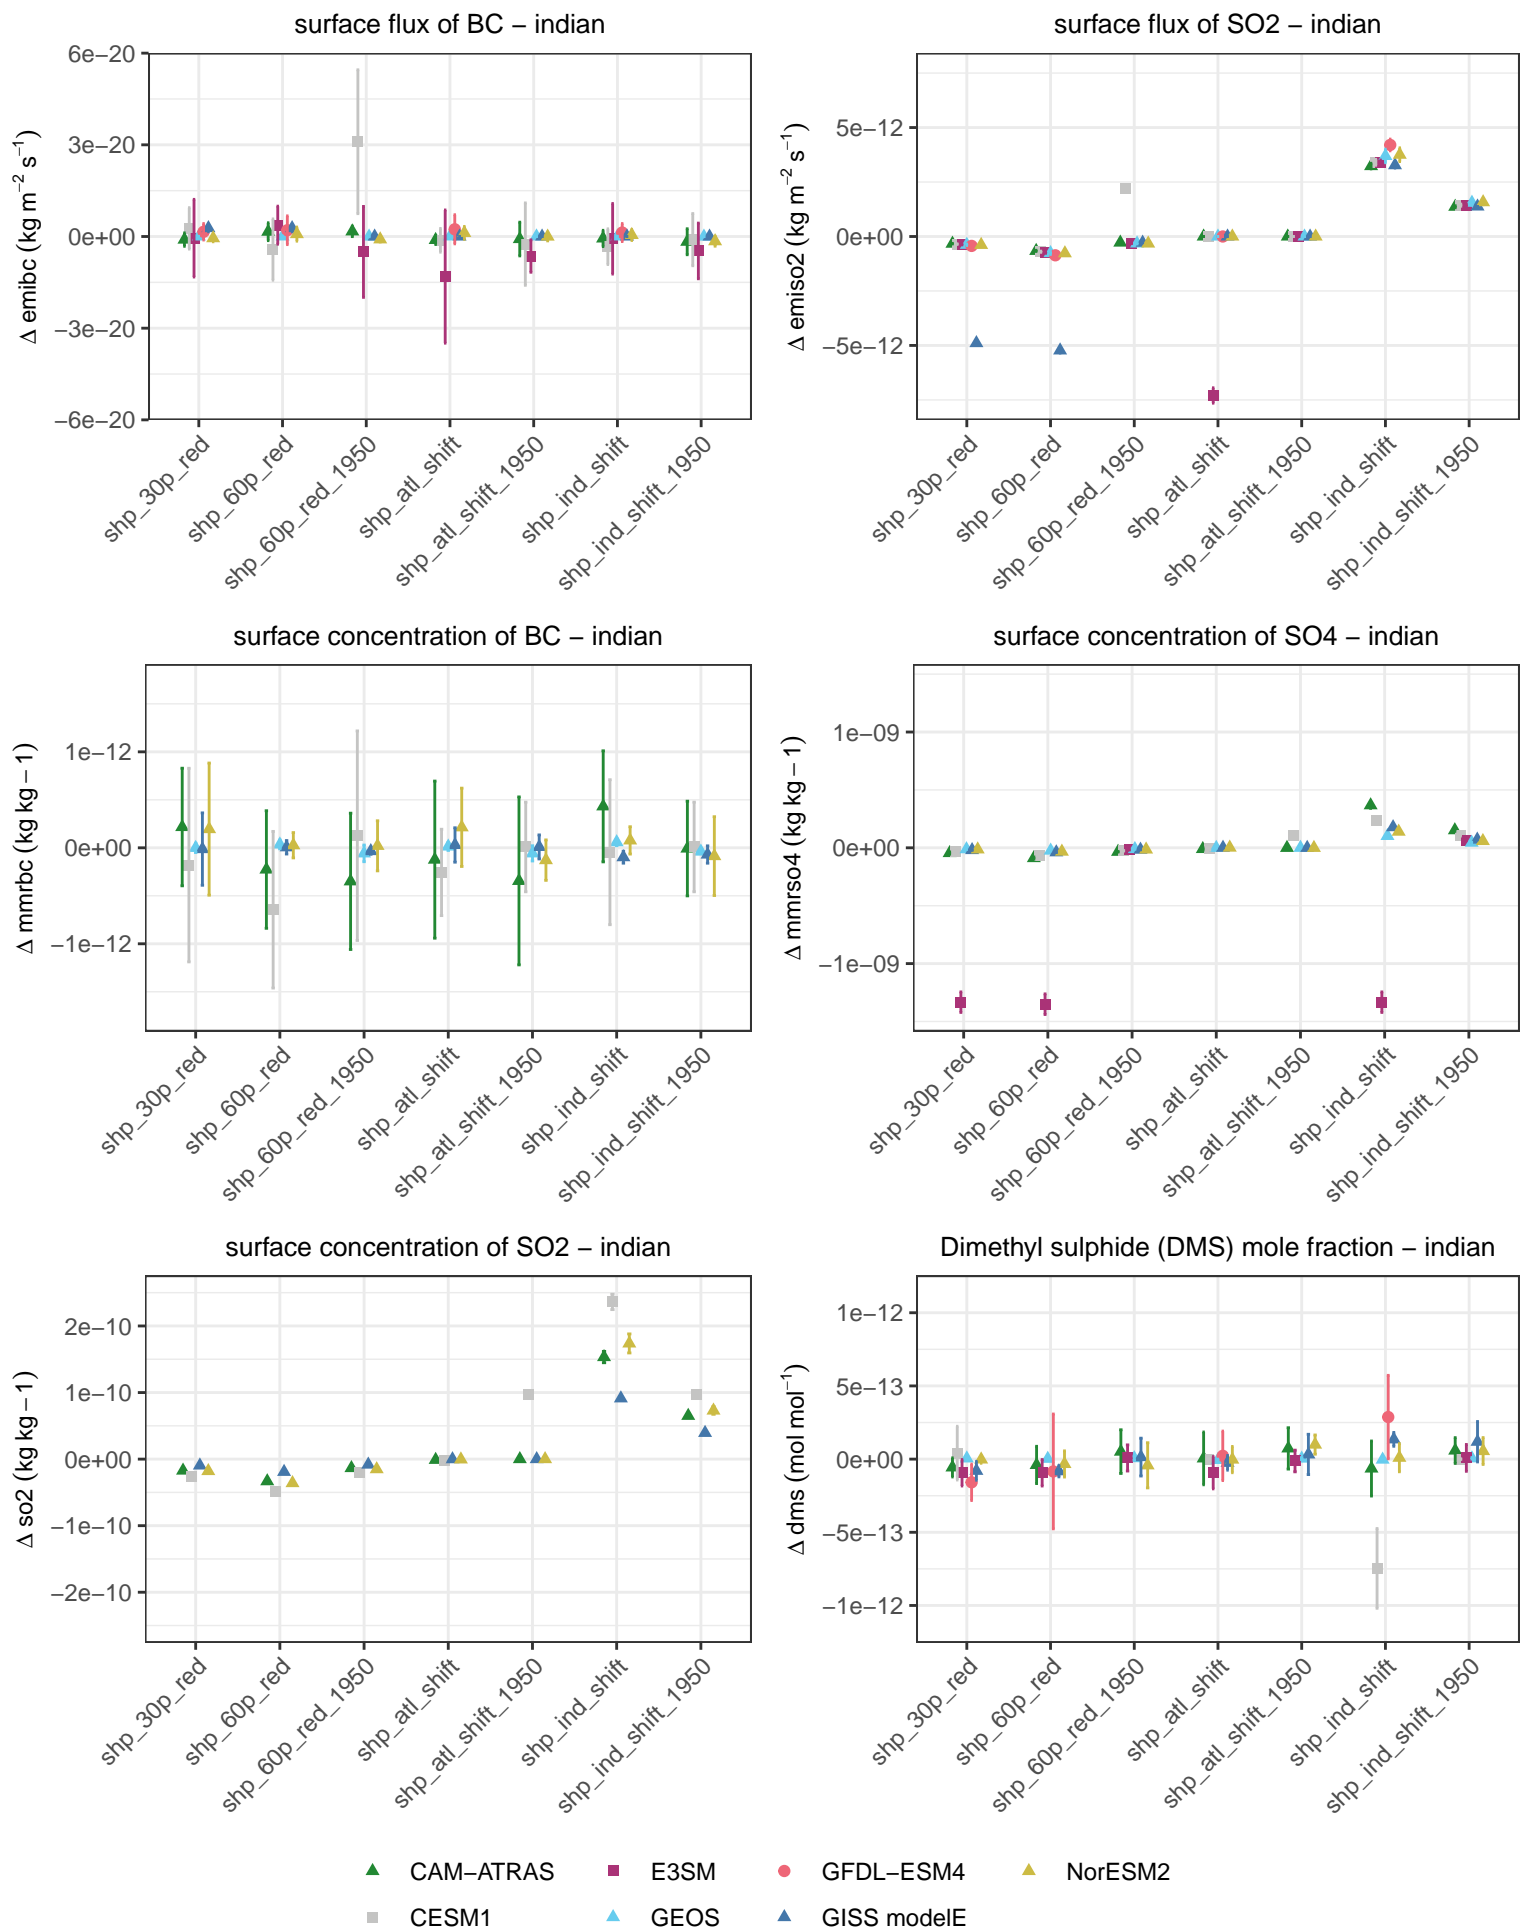 surface flux of BC – indian
Δ emibc (kg m⁻² s⁻¹)
6e−20
3e−20
0e+00
−3e−20
−6e−20
shp_30p_red
shp_60p_red
shp_60p_red_1950
shp_atl_shift
shp_atl_shift_1950
shp_ind_shift
shp_ind_shift_1950
surface flux of SO2 – indian
Δ emiso2 (kg m⁻² s⁻¹)
5e−12
0e+00
−5e−12
shp_30p_red
shp_60p_red
shp_60p_red_1950
shp_atl_shift
shp_atl_shift_1950
shp_ind_shift
shp_ind_shift_1950
surface concentration of BC – indian
Δ mmrbc (kg kg − 1)
1e−12
0e+00
−1e−12
shp_30p_red
shp_60p_red
shp_60p_red_1950
shp_atl_shift
shp_atl_shift_1950
shp_ind_shift
shp_ind_shift_1950
surface concentration of SO4 – indian
Δ mmrso4 (kg kg − 1)
1e−09
0e+00
−1e−09
shp_30p_red
shp_60p_red
shp_60p_red_1950
shp_atl_shift
shp_atl_shift_1950
shp_ind_shift
shp_ind_shift_1950
surface concentration of SO2 – indian
Δ so2 (kg kg − 1)
2e−10
1e−10
0e+00
−1e−10
−2e−10
shp_30p_red
shp_60p_red
shp_60p_red_1950
shp_atl_shift
shp_atl_shift_1950
shp_ind_shift
shp_ind_shift_1950
Dimethyl sulphide (DMS) mole fraction – indian
Δ dms (mol mol⁻¹)
1e−12
5e−13
0e+00
−5e−13
−1e−12
shp_30p_red
shp_60p_red
shp_60p_red_1950
shp_atl_shift
shp_atl_shift_1950
shp_ind_shift
shp_ind_shift_1950
CAM−ATRAS
E3SM
GFDL−ESM4
NorESM2
CESM1
GEOS
GISS modelE